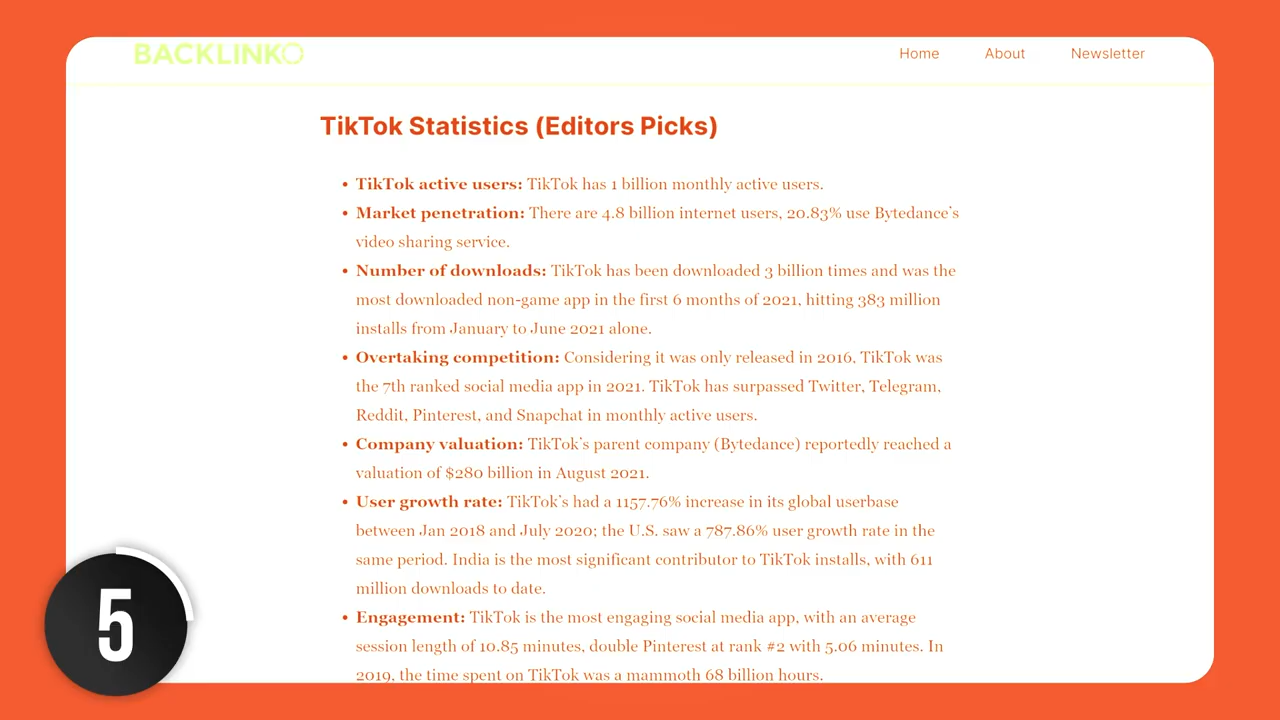 BACKLINKO
Home About Newsletter
TikTok Statistics (Editors Picks)
• TikTok active users: TikTok has 1 billion monthly active users.
• Market penetration: There are 4.8 billion internet users, 20.83% use Bytedance's
video sharing service.
• Number of downloads: TikTok has been downloaded 3 billion times and was the
most downloaded non-game app in the first 6 months of 2021, hitting 383 million
installs from January to June 2021 alone.
• Overtaking competition: Considering it was only released in 2016, TikTok was
the 7th ranked social media app in 2021. TikTok has surpassed Twitter, Telegram,
Reddit, Pinterest, and Snapchat in monthly active users.
• Company valuation: TikTok's parent company (Bytedance) reportedly reached a
valuation of $280 billion in August 2021.
• User growth rate: TikTok's had a 1157.76% increase in its global userbase
between Jan 2018 and July 2020; the U.S. saw a 787.86% user growth rate in the
same period. India is the most significant contributor to TikTok installs, with 611
million downloads to date.
• Engagement: TikTok is the most engaging social media app, with an average
session length of 10.85 minutes, double Pinterest at rank #2 with 5.06 minutes. In
2019, the time spent on TikTok was a mammoth 68 billion hours.
5